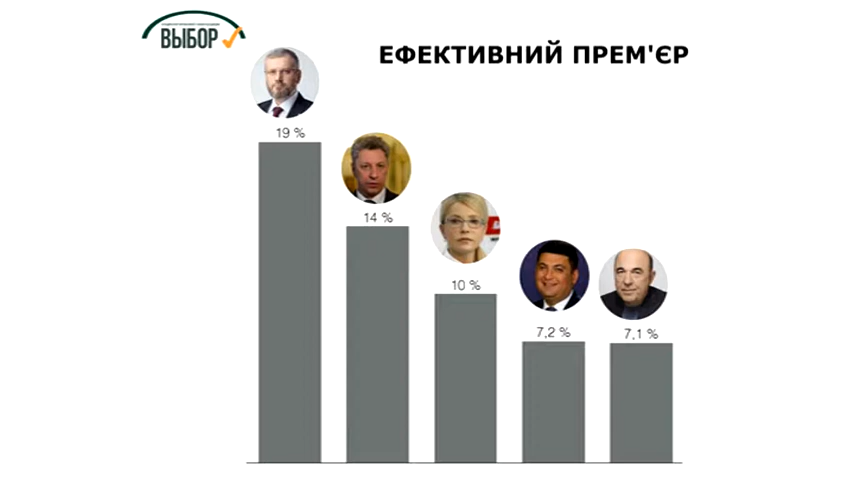 ВЫБОР
ЕФЕКТИВНИЙ ПРЕМ'ЄР
19 %
14 %
10 %
7,2 %
7,1 %